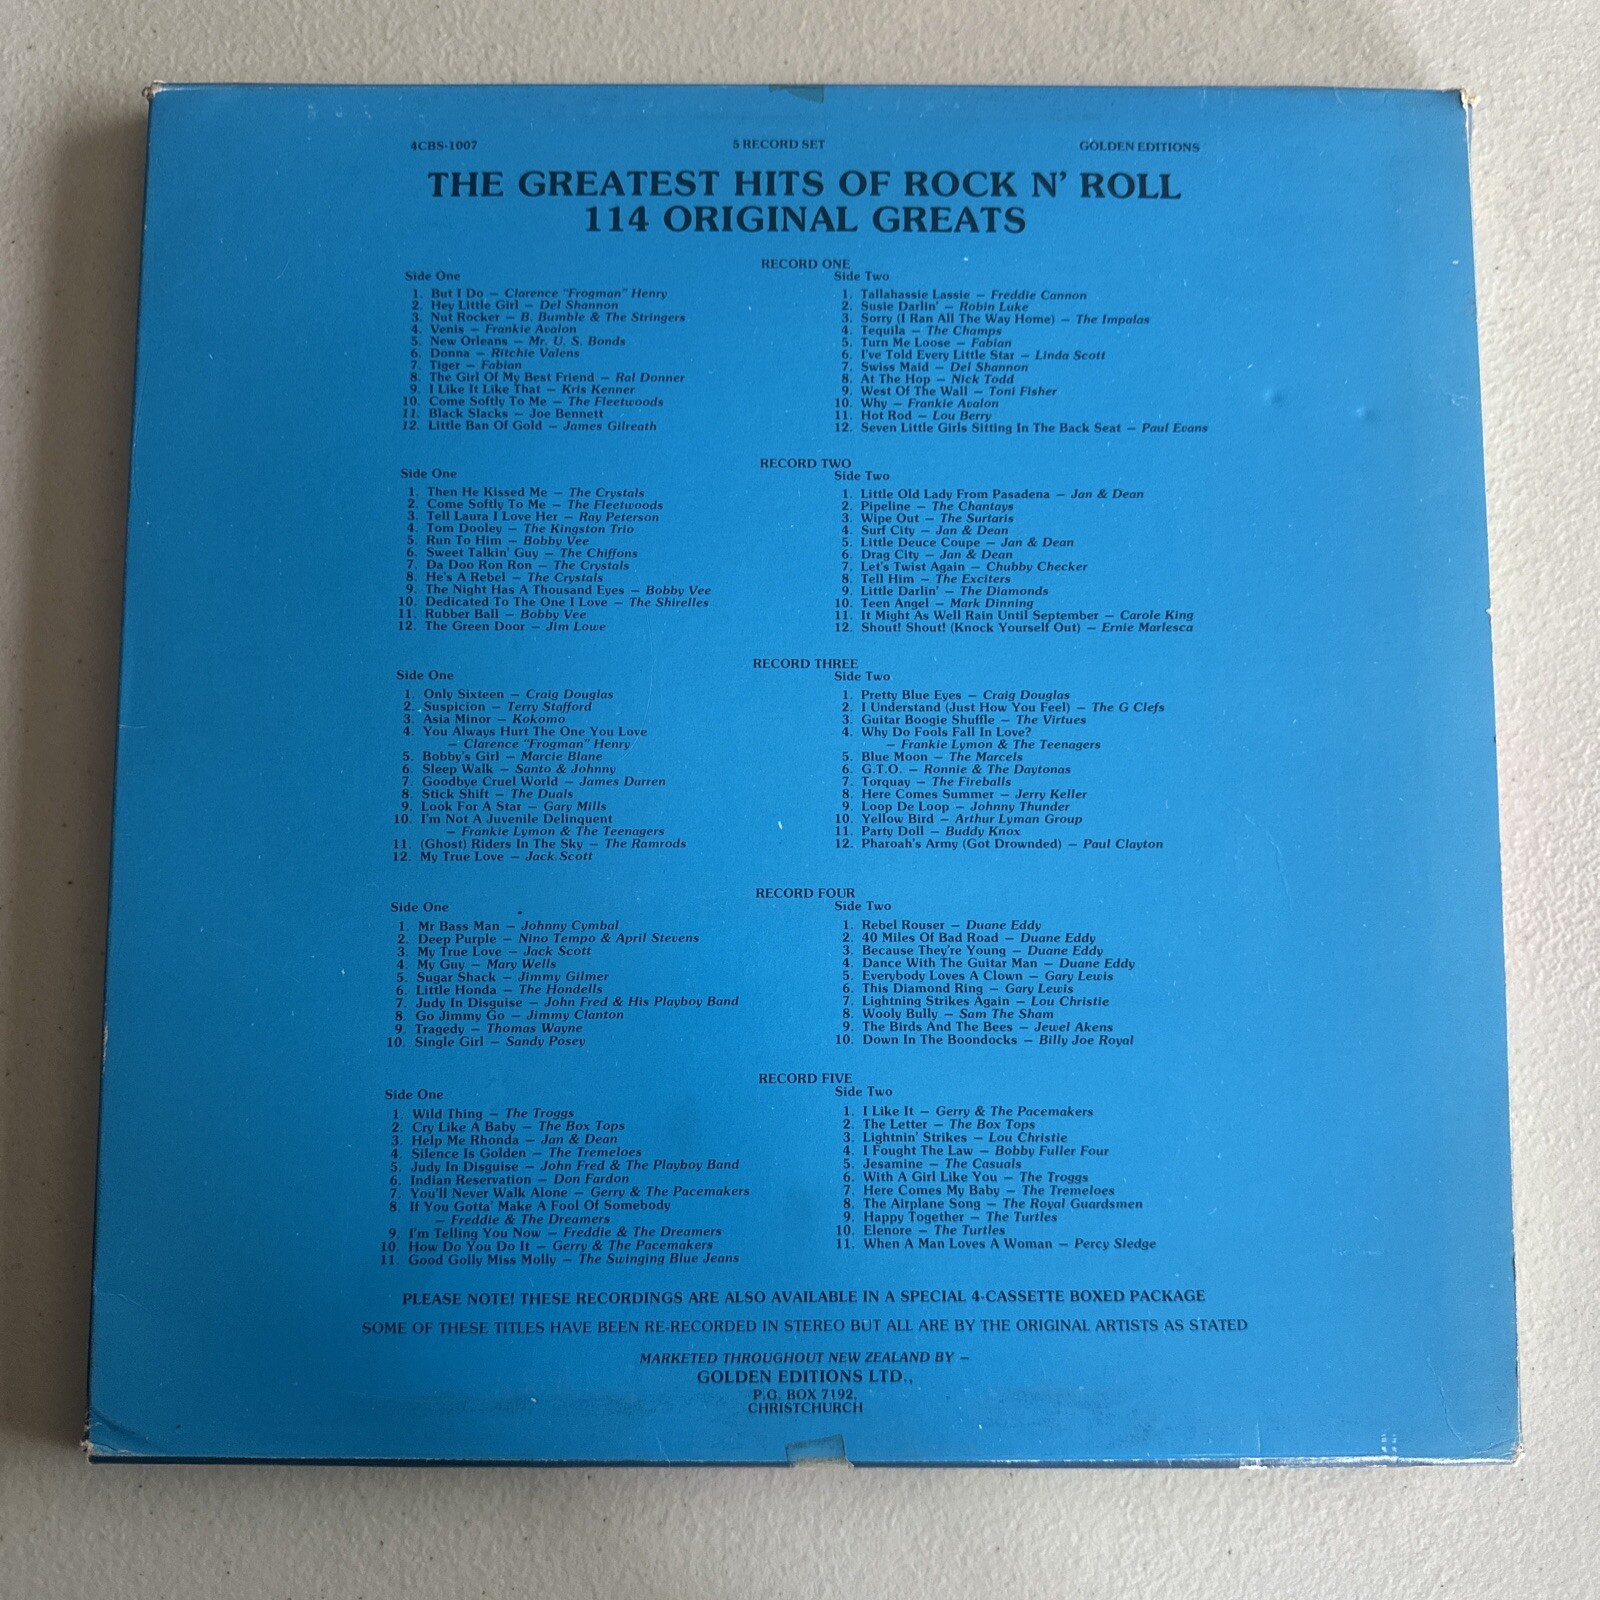 4CBS-1007
5 RECORD SET
GOLDEN EDITIONS
THE GREATEST HITS OF ROCK N' ROLL
114 ORIGINAL GREATS
RECORD ONE
Side One
1. But I Do — Clarence "Frogman" Henry
2. Hey Little Girl — Del Shannon
3. Nut Rocker — B. Bumble & The Stringers
4. Venis — Frankie Avalon
5. New Orleans — Mr. U. S. Bonds
6. Donna — Ritchie Valens
7. Tiger — Fabian
8. The Girl Of My Best Friend — Ral Donner
9. I Like It Like That — Kris Kenner
10. Come Softly To Me — The Fleetwoods
11. Black Slacks — Joe Bennett
12. Little Ban Of Gold — James Gilreath
Side Two
1. Tallahassie Lassie — Freddie Cannon
2. Susie Darlin' — Robin Luke
3. Sorry (I Ran All The Way Home) — The Impalas
4. Tequila — The Champs
5. Turn Me Loose — Fabian
6. I've Told Every Little Star — Linda Scott
7. Swiss Maid — Del Shannon
8. At The Hop — Nick Todd
9. West Of The Wall — Toni Fisher
10. Why — Frankie Avalon
11. Hot Rod — Lou Berry
12. Seven Little Girls Sitting In The Back Seat — Paul Evans
RECORD TWO
Side One
1. Then He Kissed Me — The Crystals
2. Come Softly To Me — The Fleetwoods
3. Tell Laura I Love Her — Ray Peterson
4. Tom Dooley — The Kingston Trio
5. Run To Him — Bobby Vee
6. Sweet Talkin' Guy — The Chiffons
7. Da Doo Ron Ron — The Crystals
8. He's A Rebel — The Crystals
9. The Night Has A Thousand Eyes — Bobby Vee
10. Dedicated To The One I Love — The Shirelles
11. Rubber Ball — Bobby Vee
12. The Green Door — Jim Lowe
Side Two
1. Little Old Lady From Pasadena — Jan & Dean
2. Pipeline — The Chantays
3. Wipe Out — The Surfaris
4. Surf City — Jan & Dean
5. Little Deuce Coupe — Jan & Dean
6. Drag City — Jan & Dean
7. Let's Twist Again — Chubby Checker
8. Tell Him — The Exciters
9. Little Darlin' — The Diamonds
10. Teen Angel — Mark Dinning
11. It Might As Well Rain Until September — Carole King
12. Shout! Shout! (Knock Yourself Out) — Ernie Marlesca
RECORD THREE
Side One
1. Only Sixteen — Craig Douglas
2. Suspicion — Terry Stafford
3. Asia Minor — Kokomo
4. You Always Hurt The One You Love
— Clarence "Frogman" Henry
5. Bobby's Girl — Marcie Blane
6. Sleep Walk — Santo & Johnny
7. Goodbye Cruel World — James Darren
8. Stick Shift — The Duals
9. Look For A Star — Gary Mills
10. I'm Not A Juvenile Delinquent
— Frankie Lymon & The Teenagers
11. (Ghost) Riders In The Sky — The Ramrods
12. My True Love — Jack Scott
Side Two
1. Pretty Blue Eyes — Craig Douglas
2. I Understand (Just How You Feel) — The G Clefs
3. Guitar Boogie Shuffle — The Virtues
4. Why Do Fools Fall In Love?
— Frankie Lymon & The Teenagers
5. Blue Moon — The Marcels
6. G.T.O. — Ronnie & The Daytonas
7. Torquay — The Fireballs
8. Here Comes Summer — Jerry Keller
9. Loop De Loop — Johnny Thunder
10. Yellow Bird — Arthur Lyman Group
11. Party Doll — Buddy Knox
12. Pharoah's Army (Got Drownded) — Paul Clayton
RECORD FOUR
Side One
1. Mr Bass Man — Johnny Cymbal
2. Deep Purple — Nino Tempo & April Stevens
3. My True Love — Jack Scott
4. My Guy — Mary Wells
5. Sugar Shack — Jimmy Gilmer
6. Little Honda — The Hondells
7. Judy In Disguise — John Fred & His Playboy Band
8. Go Jimmy Go — Jimmy Clanton
9. Tragedy — Thomas Wayne
10. Single Girl — Sandy Posey
Side Two
1. Rebel Rouser — Duane Eddy
2. 40 Miles Of Bad Road — Duane Eddy
3. Because They're Young — Duane Eddy
4. Dance With The Guitar Man — Duane Eddy
5. Everybody Loves A Clown — Gary Lewis
6. This Diamond Ring — Gary Lewis
7. Lightning Strikes Again — Lou Christie
8. Wooly Bully — Sam The Sham
9. The Birds And The Bees — Jewel Akens
10. Down In The Boondocks — Billy Joe Royal
RECORD FIVE
Side One
1. Wild Thing — The Troggs
2. Cry Like A Baby — The Box Tops
3. Help Me Rhonda — Jan & Dean
4. Silence Is Golden — The Tremeloes
5. Judy In Disguise — John Fred & The Playboy Band
6. Indian Reservation — Don Fardon
7. You'll Never Walk Alone — Gerry & The Pacemakers
8. If You Gotta' Make A Fool Of Somebody
— Freddie & The Dreamers
9. I'm Telling You Now — Freddie & The Dreamers
10. How Do You Do It — Gerry & The Pacemakers
11. Good Golly Miss Molly — The Swinging Blue Jeans
Side Two
1. I Like It — Gerry & The Pacemakers
2. The Letter — The Box Tops
3. Lightnin' Strikes — Lou Christie
4. I Fought The Law — Bobby Fuller Four
5. Jesamine — The Casuals
6. With A Girl Like You — The Troggs
7. Here Comes My Baby — The Tremeloes
8. The Airplane Song — The Royal Guardsmen
9. Happy Together — The Turtles
10. Elenore — The Turtles
11. When A Man Loves A Woman — Percy Sledge
PLEASE NOTE! THESE RECORDINGS ARE ALSO AVAILABLE IN A SPECIAL 4-CASSETTE BOXED PACKAGE
SOME OF THESE TITLES HAVE BEEN RE-RECORDED IN STEREO BUT ALL ARE BY THE ORIGINAL ARTISTS AS STATED
MARKETED THROUGHOUT NEW ZEALAND BY —
GOLDEN EDITIONS LTD.,
P.O. BOX 7192,
CHRISTCHURCH